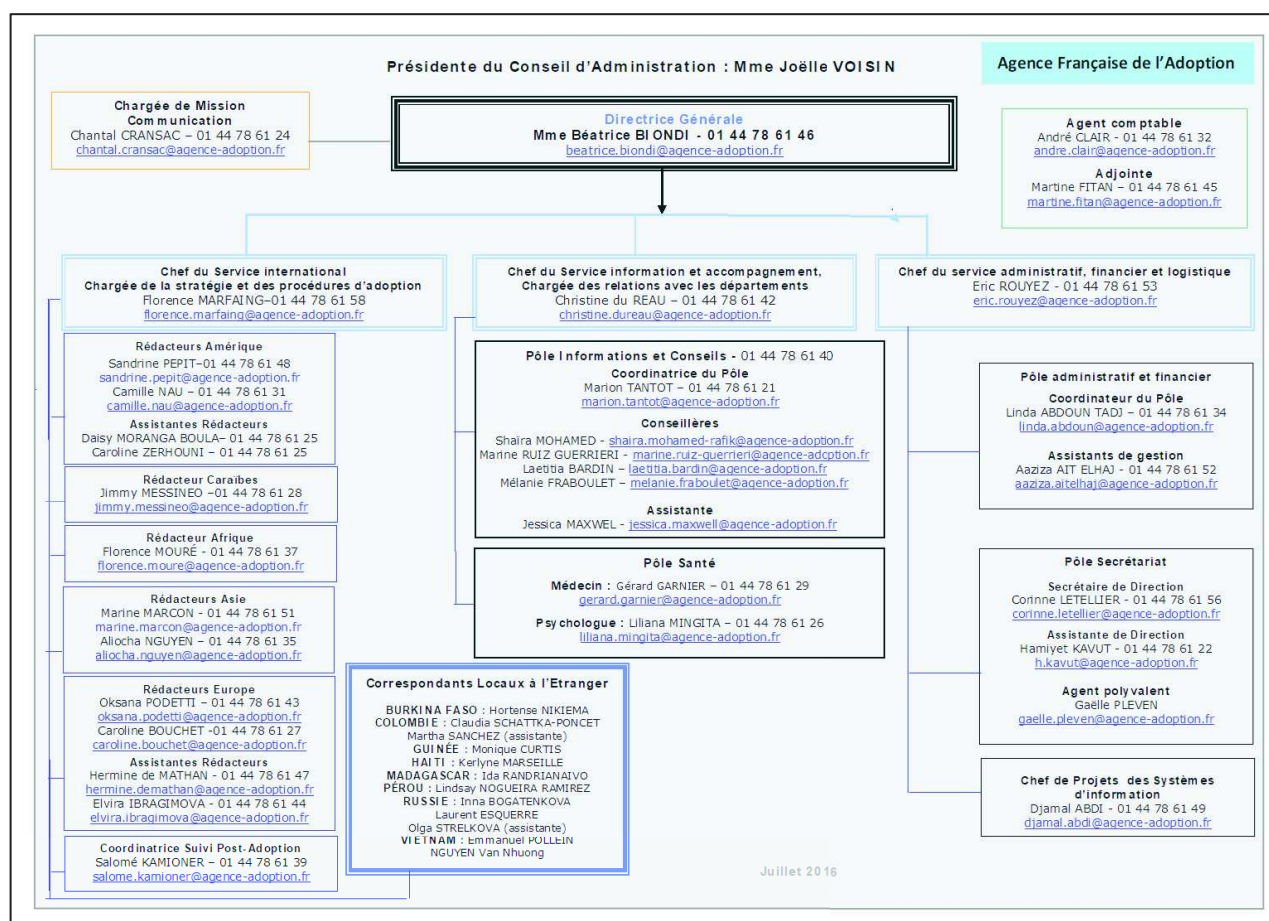 Présidente du Conseil d'Administration : Mme Joëlle VOISIN
Agence Française de l'Adoption
Chargée de Mission
Communication
Chantal CRANSAC – 01 44 78 61 24
chantal.cransac@agence-adoption.fr
Directrice Générale
Mme Béatrice BIONDI - 01 44 78 61 46
beatrice.biondi@agence-adoption.fr
Agent comptable
André CLAIR - 01 44 78 61 32
andre.clair@agence-adoption.fr
Adjointe
Martine FITAN – 01 44 78 61 45
martine.fitan@agence-adoption.fr
Chef du Service international
Chargée de la stratégie et des procédures d'adoption
Florence MARFAING–01 44 78 61 58
florence.marfaing@agence-adoption.fr
Rédacteurs Amérique
Sandrine PEPIT–01 44 78 61 48
sandrine.pepit@agence-adoption.fr
Camille NAU – 01 44 78 61 31
camille.nau@agence-adoption.fr
Assistantes Rédacteurs
Daisy MORANGA BOULA– 01 44 78 61 25
Caroline ZERHOUNI - 01 44 78 61 25
Rédacteur Caraïbes
Jimmy MESSINEO –01 44 78 61 28
jimmy.messineo@agence-adoption.fr
Rédacteur Afrique
Florence MOURÉ - 01 44 78 61 37
florence.moure@agence-adoption.fr
Rédacteurs Asie
Marine MARCON - 01 44 78 61 51
marine.marcon@agence-adoption.fr
Aliocha NGUYEN – 01 44 78 61 35
aliocha.nguyen@agence-adoption.fr
Rédacteurs Europe
Oksana PODETTI – 01 44 78 61 43
oksana.podetti@agence-adoption.fr
Caroline BOUCHET -01 44 78 61 27
caroline.bouchet@agence-adoption.fr
Assistantes Rédacteurs
Hermine de MATHAN - 01 44 78 61 47
hermine.demathan@agence-adoption.fr
Elvira IBRAGIMOVA - 01 44 78 61 44
elvira.ibragimova@agence-adoption.fr
Coordinatrice Suivi Post-Adoption
Salomé KAMIONER – 01 44 78 61 39
salome.kamioner@agence-adoption.fr
Chef du Service information et accompagnement,
Chargée des relations avec les départements
Christine du REAU – 01 44 78 61 42
christine.dureau@agence-adoption.fr
Pôle Informations et Conseils - 01 44 78 61 40
Coordinatrice du Pôle
Marion TANTOT – 01 44 78 61 21
marion.tantot@agence-adoption.fr
Conseillères
Shaira MOHAMED - shaira.mohamed-rafik@agence-adoption.fr
Marine RUIZ GUERRIERI - marine.ruiz-guerrieri@agence-adcption.fr
Laetitia BARDIN – laetitia.bardin@agence-adoption.fr
Mélanie FRABOULET – melanie.fraboulet@agence-adoption.fr
Assistante
Jessica MAXWEL - jessica.maxwell@agence-adoption.fr
Pôle Santé
Médecin : Gérard GARNIER – 01 44 78 61 29
gerard.garnier@agence-adoption.fr
Psychologue : Liliana MINGITA – 01 44 78 61 26
liliana.mingita@agence-adoption.fr
Correspondants Locaux à l'Etranger
BURKINA FASO : Hortense NIKIEMA
COLOMBIE : Claudia SCHATTKA-PONCET
Martha SANCHEZ (assistante)
GUINÉE : Monique CURTIS
HAITI : Kerlyne MARSEILLE
MADAGASCAR : Ida RANDRIANAIVO
PÉROU : Lindsay NOGUEIRA RAMIREZ
RUSSIE : Inna BOGATENKOVA
Laurent ESQUERRE
Olga STRELKOVA (assistante)
VIETNAM : Emmanuel POLLEIN
NGUYEN Van Nhuong
Chef du service administratif, financier et logistique
Eric ROUYEZ - 01 44 78 61 53
eric.rouyez@agence-adoption.fr
Pôle administratif et financier
Coordinateur du Pôle
Linda ABDOUN TADJ – 01 44 78 61 34
linda.abdoun@agence-adoption.fr
Assistants de gestion
Aaziza AIT ELHAJ - 01 44 78 61 52
aaziza.aitelhaj@agence-adoption.fr
Pôle Secrétariat
Secrétaire de Direction
Corinne LETELLIER - 01 44 78 61 56
corinne.letellier@agence-adoption.fr
Assistante de Direction
Hamiyet KAVUT - 01 44 78 61 22
h.kavut@agence-adoption.fr
Agent polyvalent
Gaëlle PLEVEN
gaelle.pleven@agence-adoption.fr
Chef de Projets des Systèmes
d'information
Djamal ABDI - 01 44 78 61 49
djamal.abdi@agence-adoption.fr
Juillet 2016